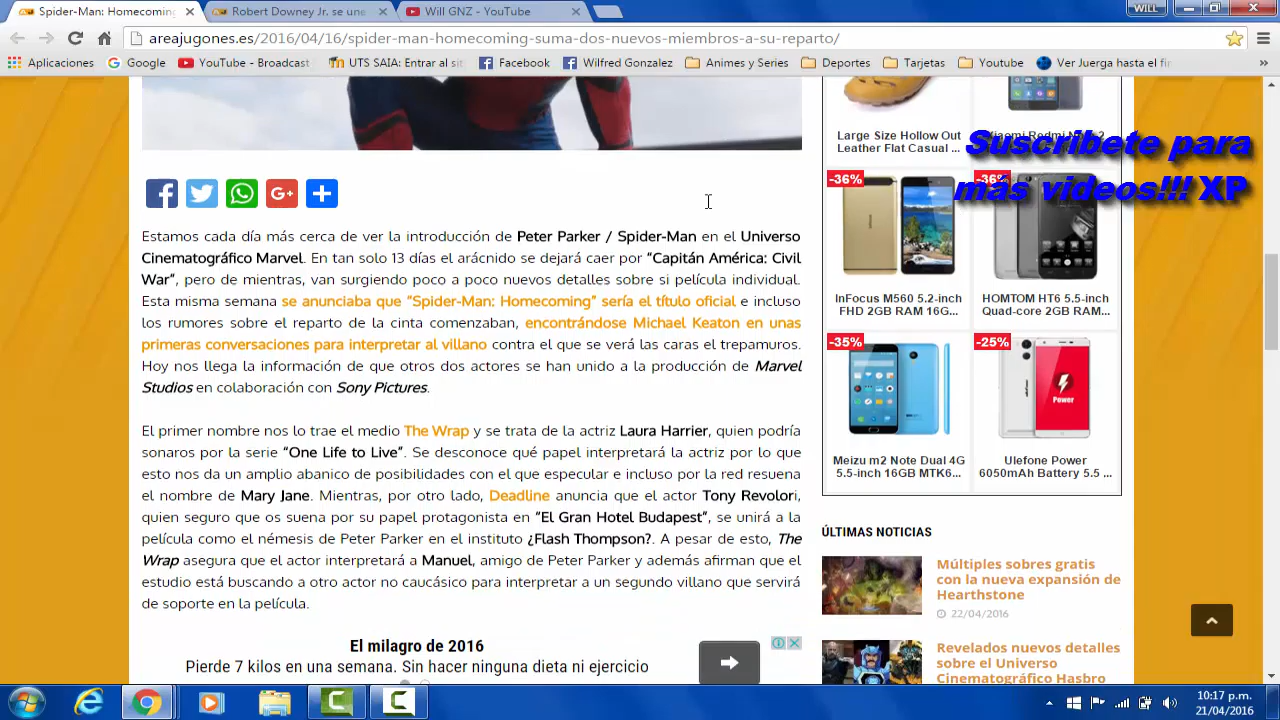 Spider-Man: Homecoming
Robert Downey Jr. se une
Will GNZ - YouTube
WILL
areajugones.es/2016/04/16/spider-man-homecoming-suma-dos-nuevos-miembros-a-su-reparto/
Aplicaciones
Google
YouTube - Broadcast
UTS SAIA: Entrar al sit
Facebook
Wilfred Gonzalez
Animes y Series
Deportes
Tarjetas
Youtube
Ver Juerga hasta el fin
»
Large Size Hollow Out
Leather Flat Casual ...
Xiaomi Redmi Note2
Suscribete para
más videos!!! XP
-36%
-36%
InFocus M560 5.2-inch
FHD 2GB RAM 16G...
HOMTOM HT6 5.5-inch
Quad-core 2GB RAM...
-35%
-25%
Power
Meizu m2 Note Dual 4G
5.5-inch 16GB MTK6...
Ulefone Power
6050mAh Battery 5.5 ...
Estamos cada día más cerca de ver la introducción de Peter Parker / Spider-Man en el Universo
Cinematográfico Marvel. En tan solo 13 días el arácnido se dejará caer por “Capitán América: Civil
War”, pero de mientras, van surgiendo poco a poco nuevos detalles sobre si película individual.
Esta misma semana se anunciaba que “Spider-Man: Homecoming” sería el título oficial e incluso
los rumores sobre el reparto de la cinta comenzaban, encontrándose Michael Keaton en unas
primeras conversaciones para interpretar al villano contra el que se verá las caras el trepamuros.
Hoy nos llega la información de que otros dos actores se han unido a la producción de Marvel
Studios en colaboración con Sony Pictures.
El primer nombre nos lo trae el medio The Wrap y se trata de la actriz Laura Harrier, quien podría
sonaros por la serie “One Life to Live”. Se desconoce qué papel interpretará la actriz por lo que
esto nos da un amplio abanico de posibilidades con el que especular e incluso por la red resuena
el nombre de Mary Jane. Mientras, por otro lado, Deadline anuncia que el actor Tony Revolori,
quien seguro que os suena por su papel protagonista en “El Gran Hotel Budapest”, se unirá a la
película como el némesis de Peter Parker en el instituto ¿Flash Thompson?. A pesar de esto, The
Wrap asegura que el actor interpretará a Manuel, amigo de Peter Parker y además afirman que el
estudio está buscando a otro actor no caucásico para interpretar a un segundo villano que servirá
de soporte en la película.
ÚLTIMAS NOTICIAS
Múltiples sobres gratis
con la nueva expansión de
Hearthstone
22/04/2016
Revelados nuevos detalles
sobre el Universo
Cinematográfico Hasbro
El milagro de 2016
Pierde 7 kilos en una semana. Sin hacer ninguna dieta ni ejercicio
10:17 p.m.
21/04/2016